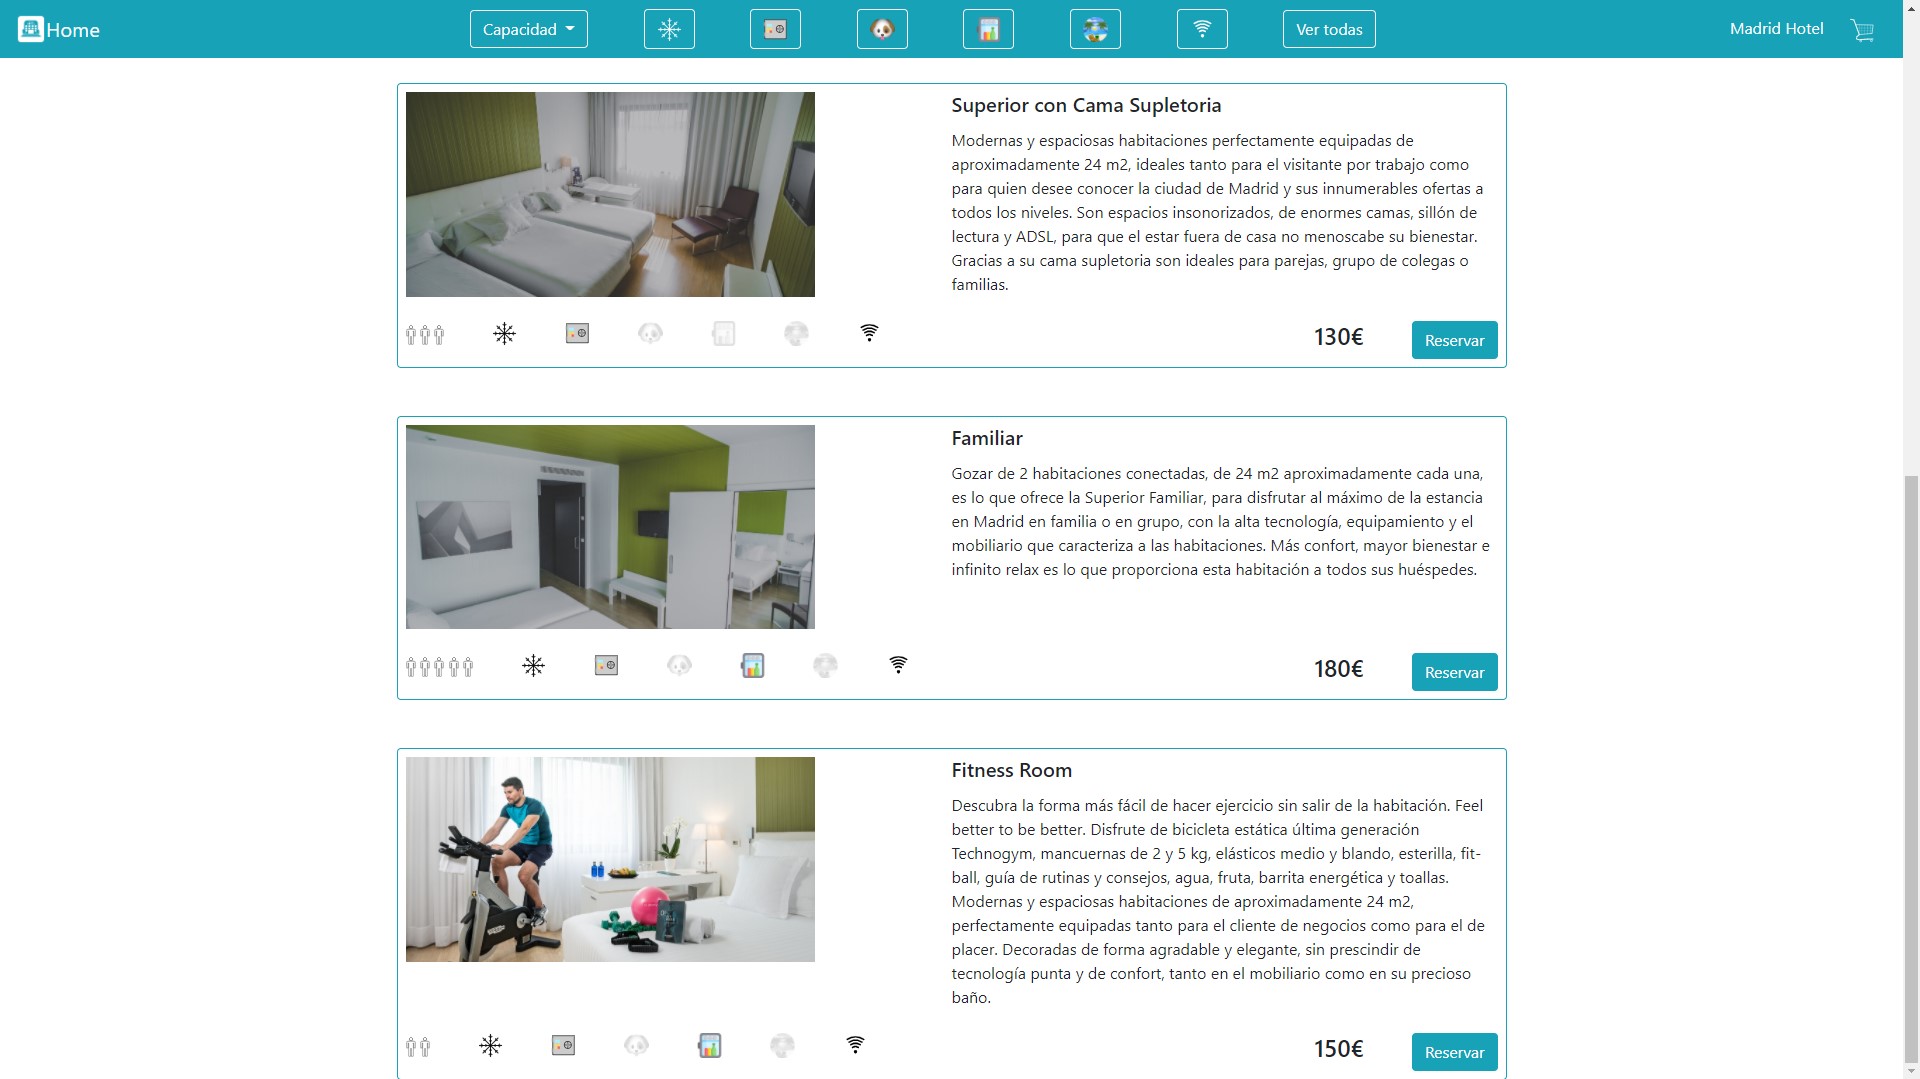 Home
Capacidad
Ver todas
Madrid Hotel
Superior con Cama Supletoria
Modernas y espaciosas habitaciones perfectamente equipadas de
aproximadamente 24 m2, ideales tanto para el visitante por trabajo como
para quien desee conocer la ciudad de Madrid y sus innumerables ofertas a
todos los niveles. Son espacios insonorizados, de enormes camas, sillón de
lectura y ADSL, para que el estar fuera de casa no menoscabe su bienestar.
Gracias a su cama supletoria son ideales para parejas, grupo de colegas o
familias.
130€
Reservar
Familiar
Gozar de 2 habitaciones conectadas, de 24 m2 aproximadamente cada una,
es lo que ofrece la Superior Familiar, para disfrutar al máximo de la estancia
en Madrid en familia o en grupo, con la alta tecnología, equipamiento y el
mobiliario que caracteriza a las habitaciones. Más confort, mayor bienestar e
infinito relax es lo que proporciona esta habitación a todos sus huéspedes.
180€
Reservar
Fitness Room
Descubra la forma más fácil de hacer ejercicio sin salir de la habitación. Feel
better to be better. Disfrute de bicicleta estática última generación
Technogym, mancuernas de 2 y 5 kg, elásticos medio y blando, esterilla, fit-
ball, guía de rutinas y consejos, agua, fruta, barrita energética y toallas.
Modernas y espaciosas habitaciones de aproximadamente 24 m2,
perfectamente equipadas tanto para el cliente de negocios como para el de
placer. Decoradas de forma agradable y elegante, sin prescindir de
tecnología punta y de confort, tanto en el mobiliario como en su precioso
baño.
150€
Reservar